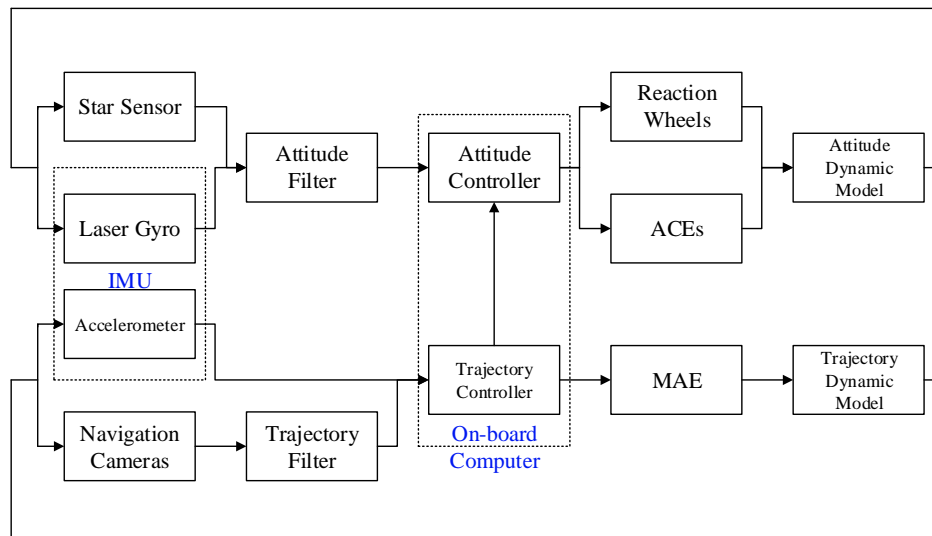 Star Sensor
Laser Gyro
IMU
Accelerometer
Navigation
Cameras
Attitude
Filter
Trajectory
Filter
Attitude
Controller
Trajectory
Controller
On-board
Computer
Reaction
Wheels
ACEs
MAE
Attitude
Dynamic
Model
Trajectory
Dynamic
Model